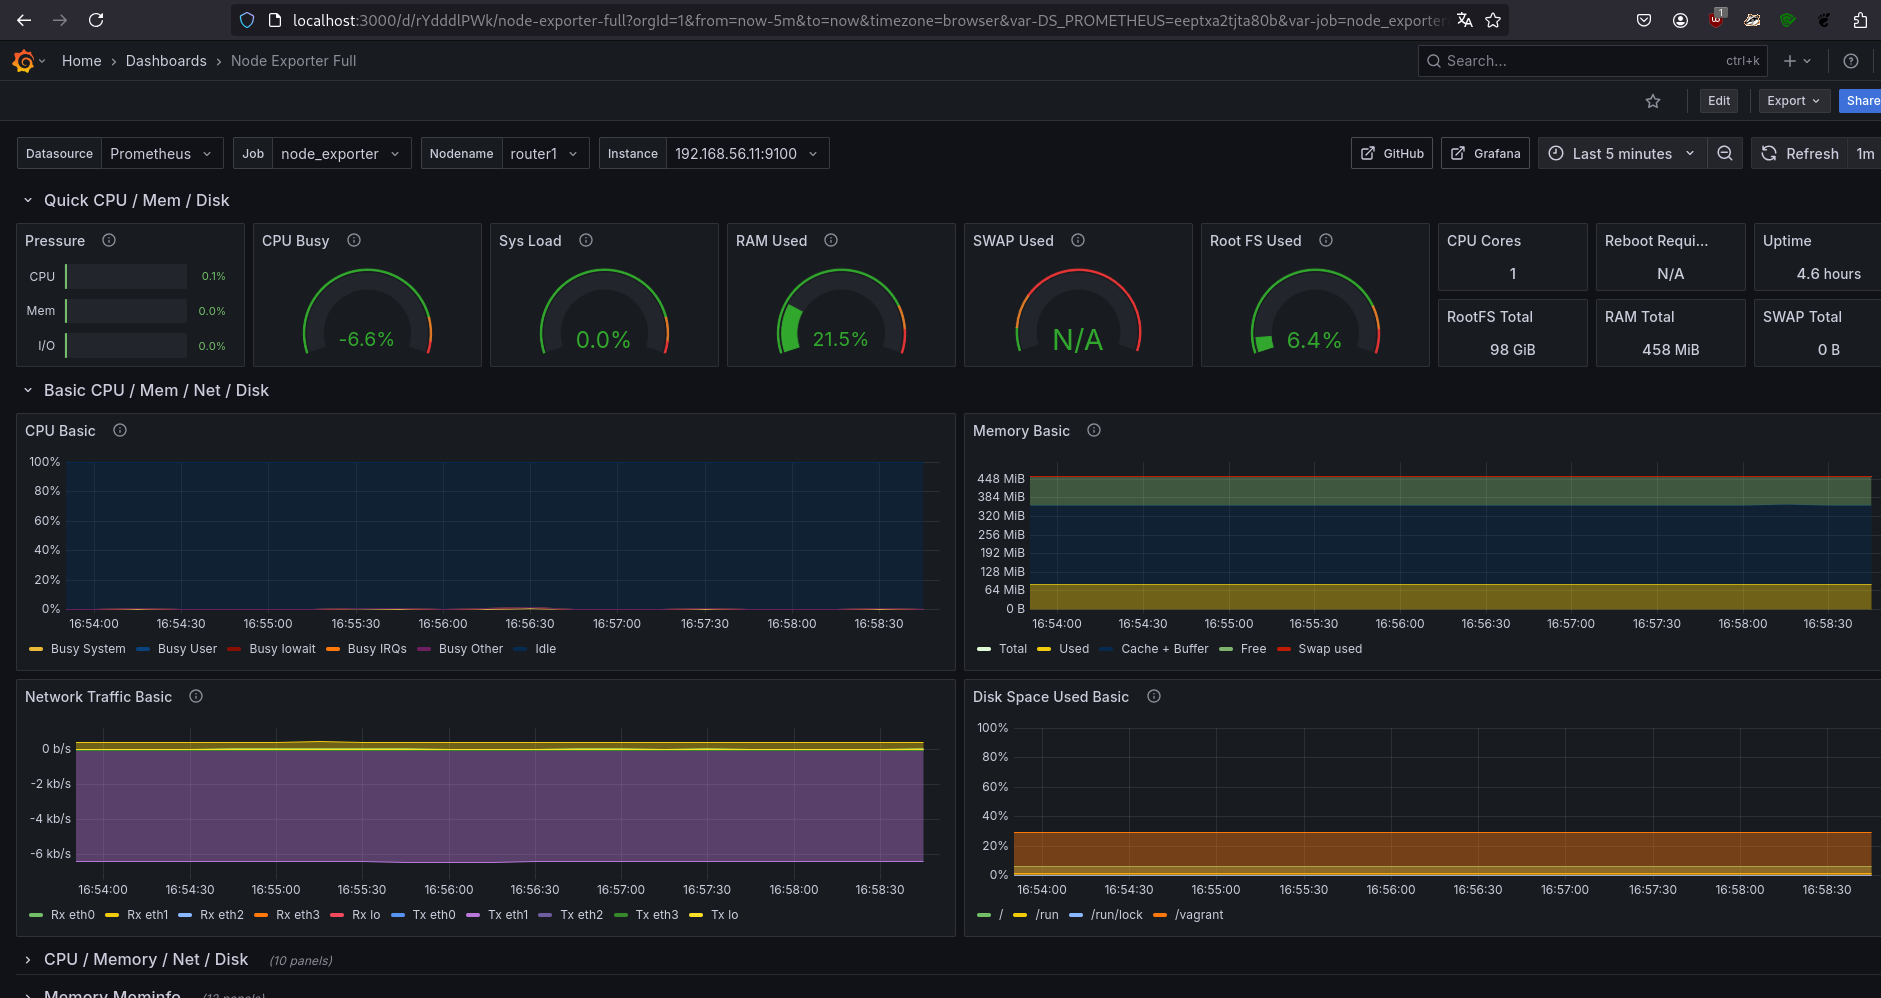 localhost:3000/d/rYdddlPWk/node-exporter-full?orgId=1&from=now-5m&to=now&timezone=browser&var-DS_PROMETHEUS=eeptxa2tjta80b&var-job=node_exporter
1
Home › Dashboards › Node Exporter Full
Search... ctrl+k
Edit Export Share
Datasource Prometheus Job node_exporter Nodename router1 Instance 192.168.56.11:9100 GitHub Grafana Last 5 minutes Refresh 1m
Quick CPU / Mem / Disk
Pressure
CPU 0.1%
Mem 0.0%
I/O 0.0%
CPU Busy
-6.6%
Sys Load
0.0%
RAM Used
21.5%
SWAP Used
N/A
Root FS Used
6.4%
CPU Cores
1
Reboot Requi...
N/A
Uptime
4.6 hours
RootFS Total
98 GiB
RAM Total
458 MiB
SWAP Total
0 B
Basic CPU / Mem / Net / Disk
CPU Basic
100%
80%
60%
40%
20%
0%
16:54:00 16:54:30 16:55:00 16:55:30 16:56:00 16:56:30 16:57:00 16:57:30 16:58:00 16:58:30
Busy System Busy User Busy Iowait Busy IRQs Busy Other Idle
Memory Basic
448 MiB
384 MiB
320 MiB
256 MiB
192 MiB
128 MiB
64 MiB
0 B
16:54:00 16:54:30 16:55:00 16:55:30 16:56:00 16:56:30 16:57:00 16:57:30 16:58:00 16:58:30
Total Used Cache + Buffer Free Swap used
Network Traffic Basic
0 b/s
-2 kb/s
-4 kb/s
-6 kb/s
16:54:00 16:54:30 16:55:00 16:55:30 16:56:00 16:56:30 16:57:00 16:57:30 16:58:00 16:58:30
Rx eth0 Rx eth1 Rx eth2 Rx eth3 Rx lo Tx eth0 Tx eth1 Tx eth2 Tx eth3 Tx lo
Disk Space Used Basic
100%
80%
60%
40%
20%
0%
16:54:00 16:54:30 16:55:00 16:55:30 16:56:00 16:56:30 16:57:00 16:57:30 16:58:00 16:58:30
/ /run /run/lock /vagrant
CPU / Memory / Net / Disk (10 panels)
Memory Meminfo